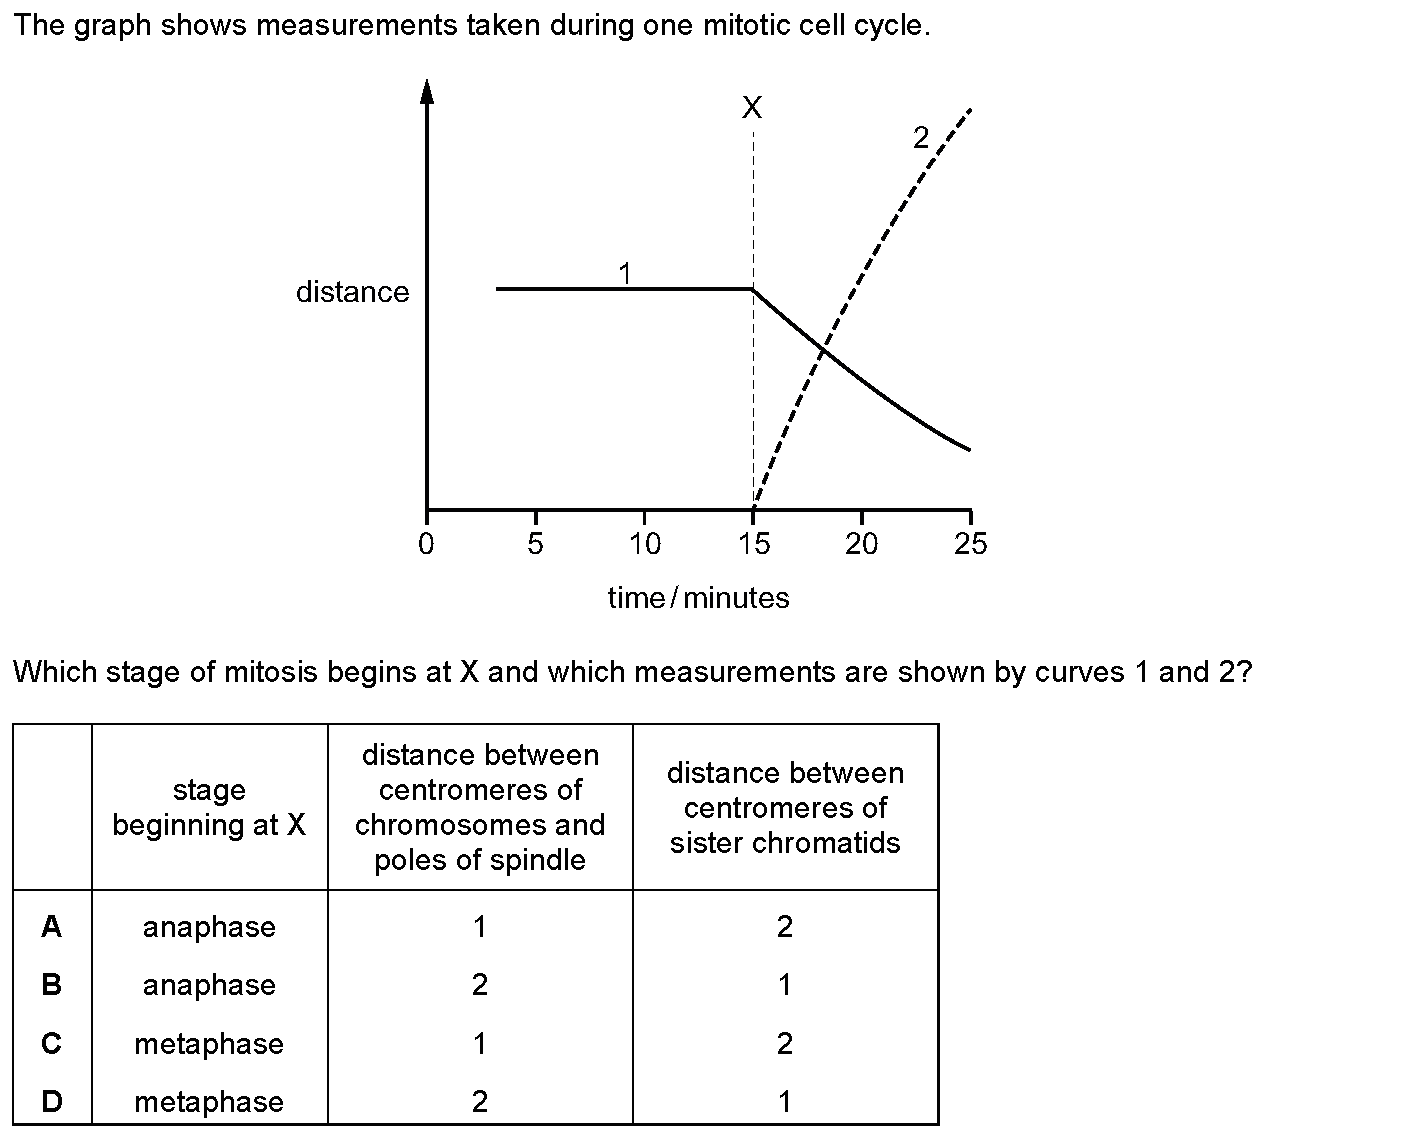 The graph shows measurements taken during one mitotic cell cycle.
X
2
1
distance
0 5 10 15 20 25
time/minutes
Which stage of mitosis begins at X and which measurements are shown by curves 1 and 2?
stage
beginning at X
distance between
centromeres of
chromosomes and
poles of spindle
distance between
centromeres of
sister chromatids
A anaphase 1 2
B anaphase 2 1
C metaphase 1 2
D metaphase 2 1